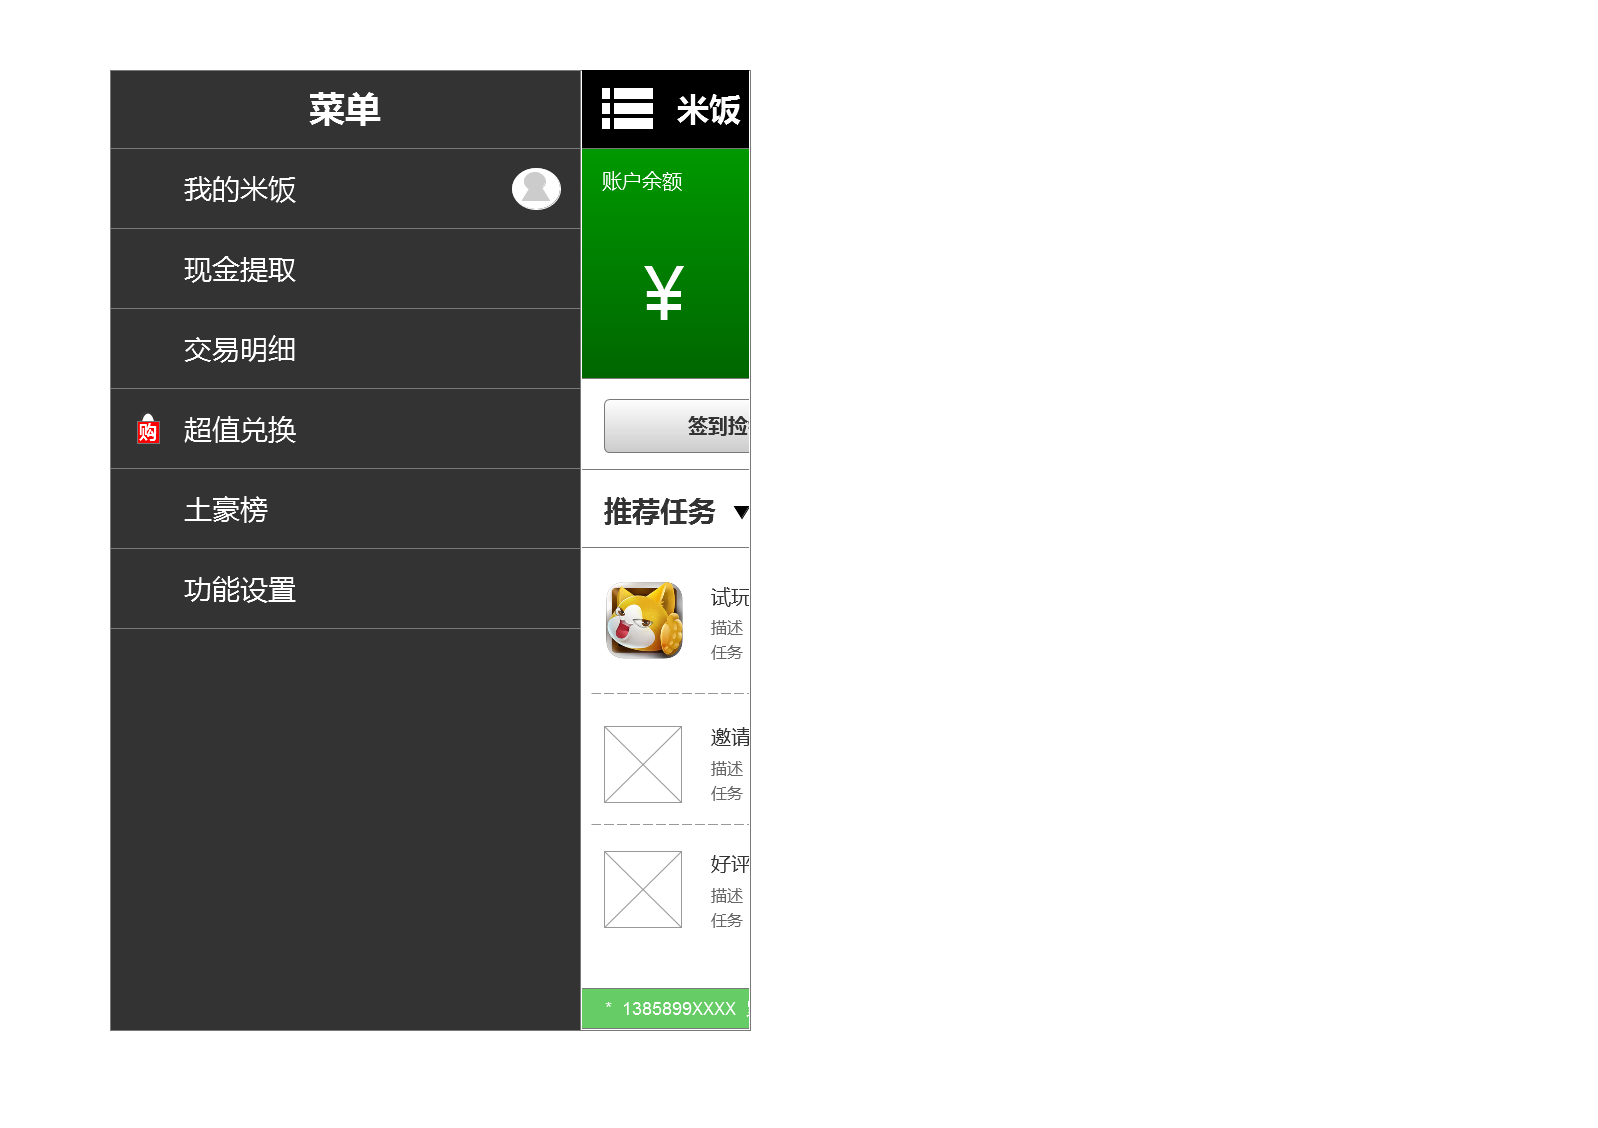 菜单
我的米饭
现金提取
交易明细
购
超值兑换
土豪榜
功能设置
米饭
账户余额
¥
签到捡
推荐任务 ▼
试玩
描述
任务
邀请
描述
任务
好评
描述
任务
* 1385899XXXX